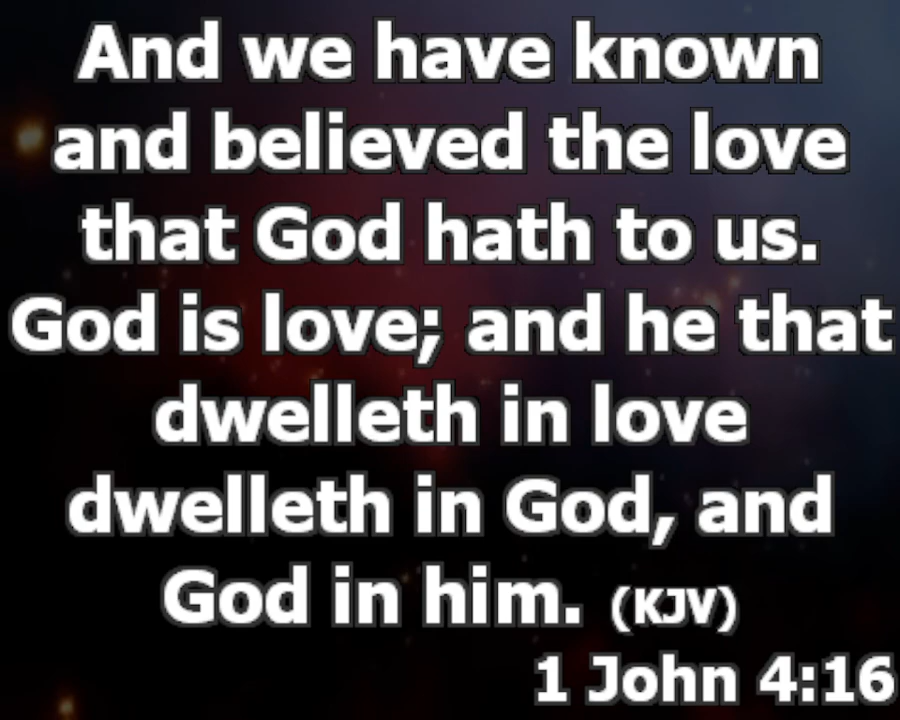 And we have known
and believed the love
that God hath to us.
God is love; and he that
dwelleth in love
dwelleth in God, and
God in him. (KJV)
1 John 4:16